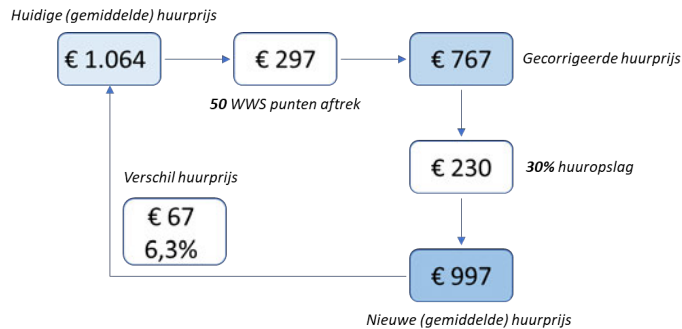 Huidige (gemiddelde) huurprijs
€ 1.064
€ 297
€ 767
Gecorrigeerde huurprijs
50 WWS punten aftrek
€ 230
30% huuropslag
Verschil huurprijs
€ 67
6,3%
€ 997
Nieuwe (gemiddelde) huurprijs